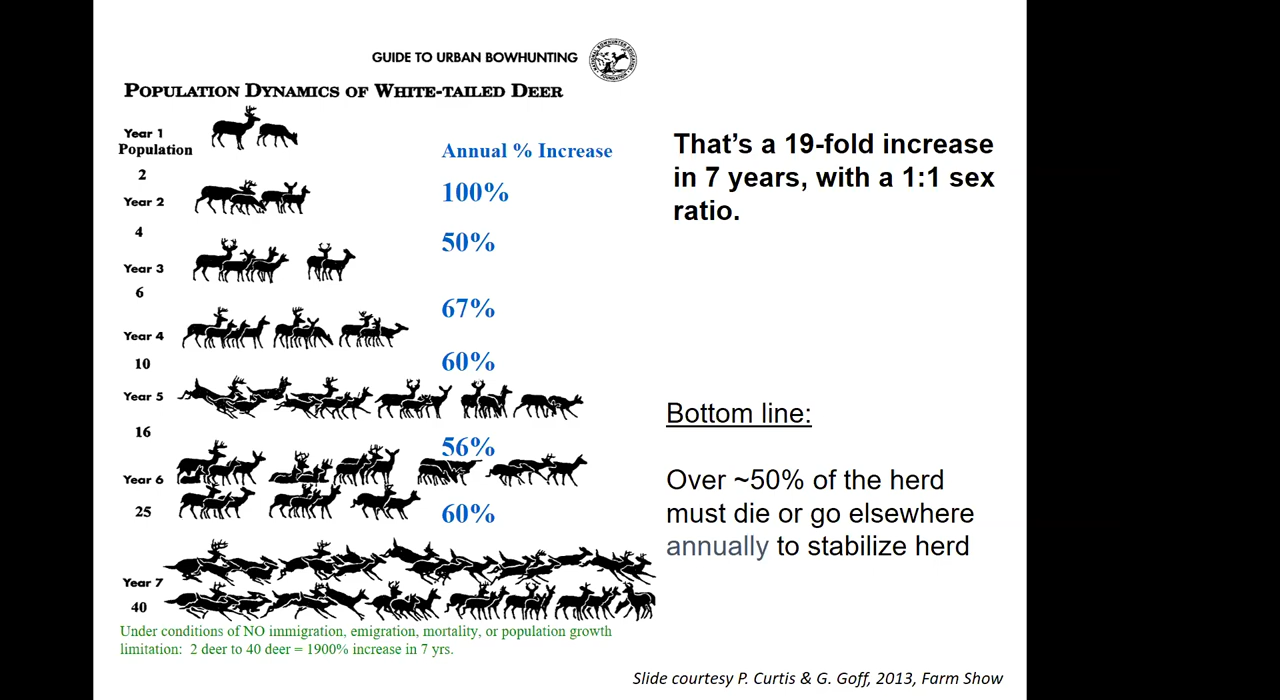 GUIDE TO URBAN BOWHUNTING
POPULATION DYNAMICS OF WHITE-TAILED DEER
Year 1
Population
2
Year 2
4
Year 3
6
Year 4
10
Year 5
16
Year 6
25
Year 7
40
Annual % Increase
100%
50%
67%
60%
56%
60%
Under conditions of NO immigration, emigration, mortality, or population growth
limitation: 2 deer to 40 deer = 1900% increase in 7 yrs.
That's a 19-fold increase
in 7 years, with a 1:1 sex
ratio.
Bottom line:
Over ~50% of the herd
must die or go elsewhere
annually to stabilize herd
Slide courtesy P. Curtis & G. Goff, 2013, Farm Show